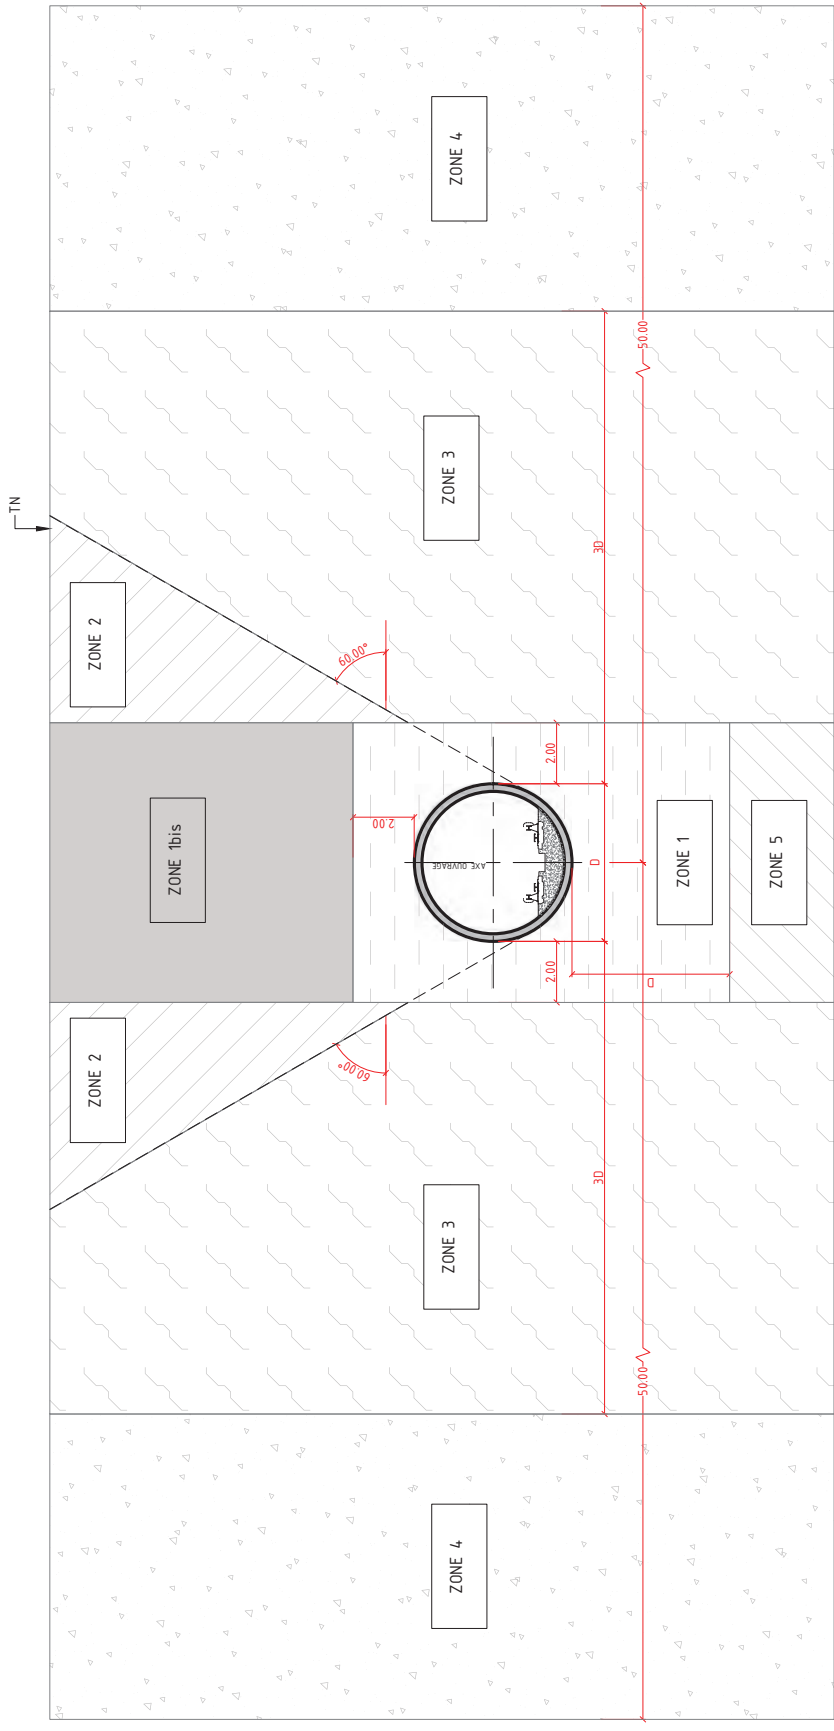 TN
ZONE 2
ZONE 2
ZONE 1bis
60.00°
60.00°
2.00
ZONE 4
ZONE 3
AXE OUVRAGE
ZONE 3
ZONE 4
2.00
2.00
3D
D
3D
50.00
50.00
D
ZONE 1
ZONE 5